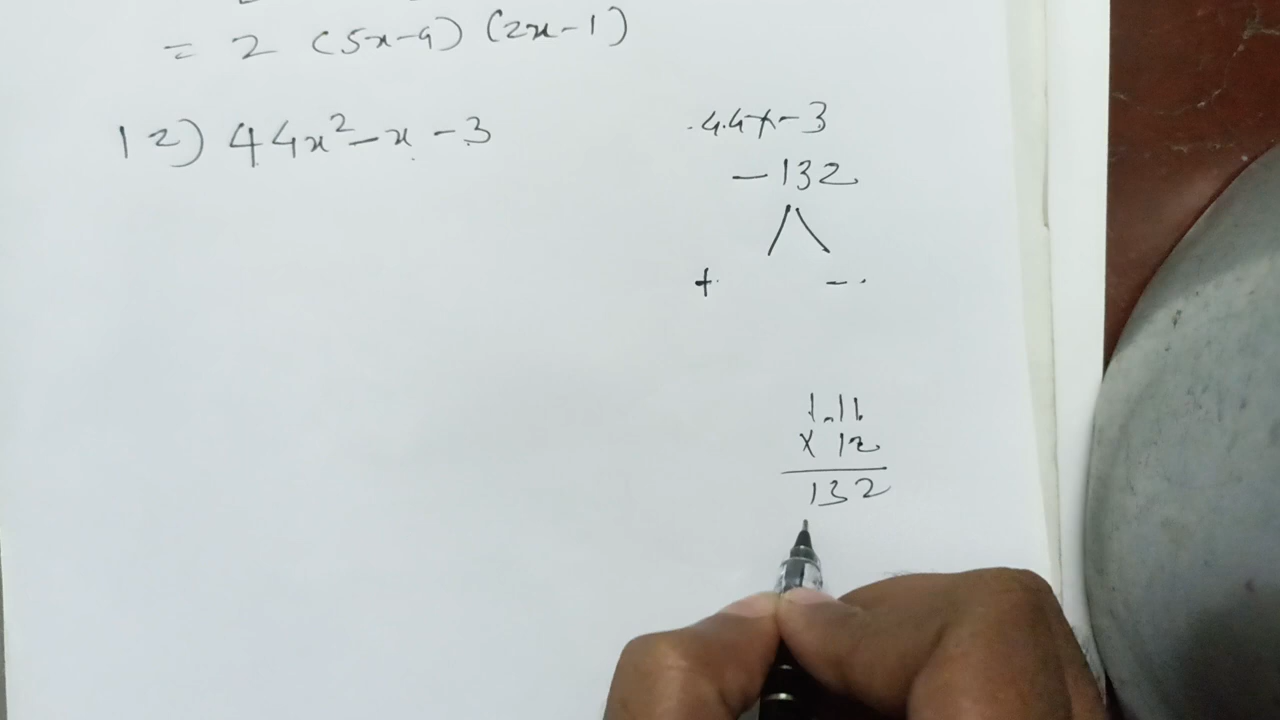 = 2 (5x-9) (2x-1)
12) 44x²-x-3
44x-3
-132
+ -
11
x 12
132